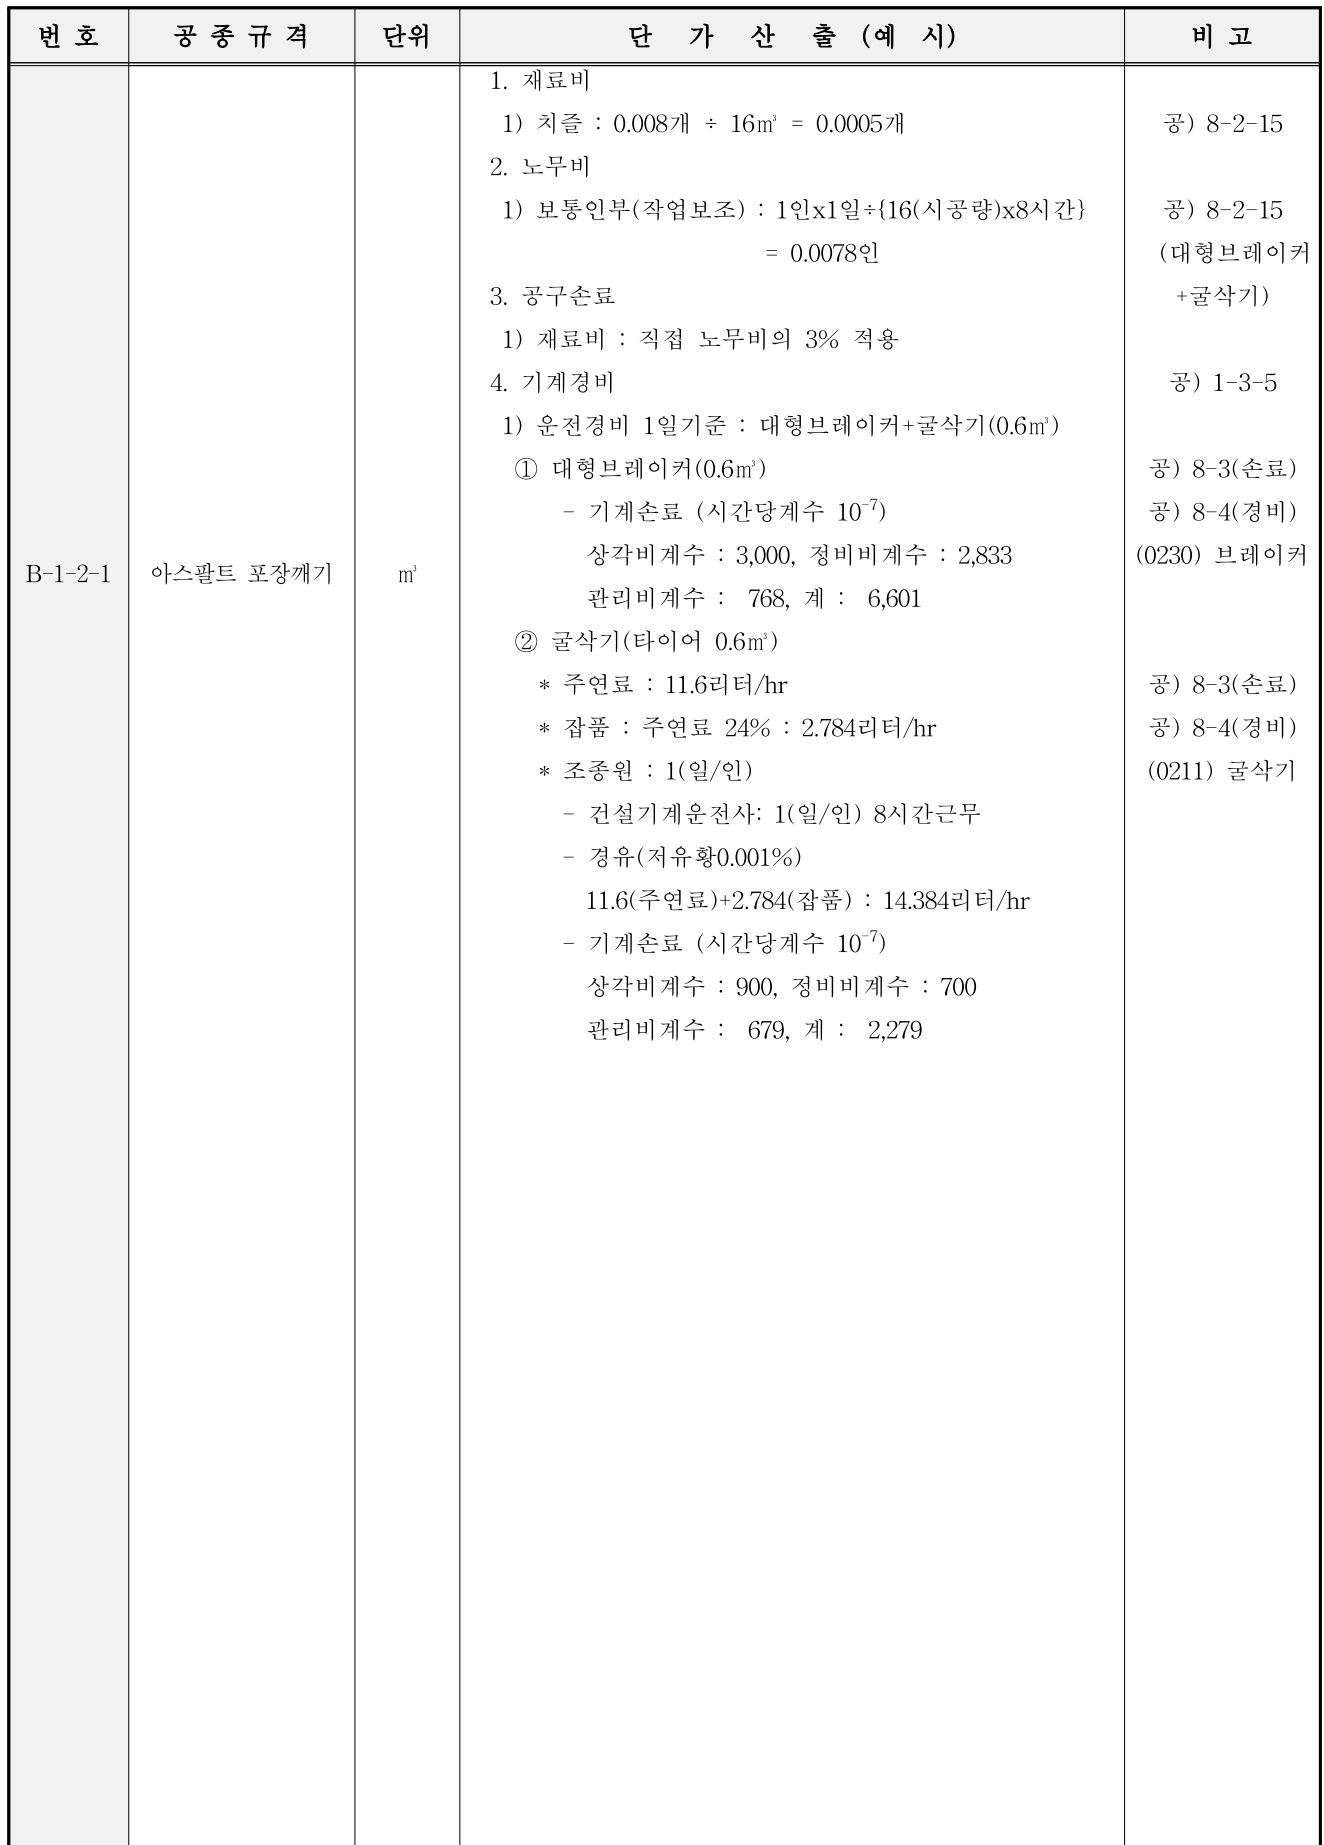 번 호 공 종 규 격 단위 단 가 산 출 (예 시) 비 고
1. 재료비
1) 치즐 : 0.008개 ÷ 16㎥ = 0.0005개 공) 8-2-15
2. 노무비
1) 보통인부(작업보조) : 1인x1일÷{16(시공량)x8시간} 공) 8-2-15
= 0.0078인 (대형브레이커
3. 공구손료 +굴삭기)
1) 재료비 : 직접 노무비의 3% 적용
4. 기계경비 공) 1-3-5
1) 운전경비 1일기준 : 대형브레이커+굴삭기(0.6㎥)
① 대형브레이커(0.6㎥) 공) 8-3(손료)
- 기계손료 (시간당계수 10⁻⁷) 공) 8-4(경비)
상각비계수 : 3,000, 정비비계수 : 2,833 (0230) 브레이커
B-1-2-1 아스팔트 포장깨기 ㎥
관리비계수 : 768, 계 : 6,601
② 굴삭기(타이어 0.6㎥)
* 주연료 : 11.6리터/hr 공) 8-3(손료)
* 잡품 : 주연료 24% : 2.784리터/hr 공) 8-4(경비)
* 조종원 : 1(일/인) (0211) 굴삭기
- 건설기계운전사: 1(일/인) 8시간근무
- 경유(저유황0.001%)
11.6(주연료)+2.784(잡품) : 14.384리터/hr
- 기계손료 (시간당계수 10⁻⁷)
상각비계수 : 900, 정비비계수 : 700
관리비계수 : 679, 계 : 2,279